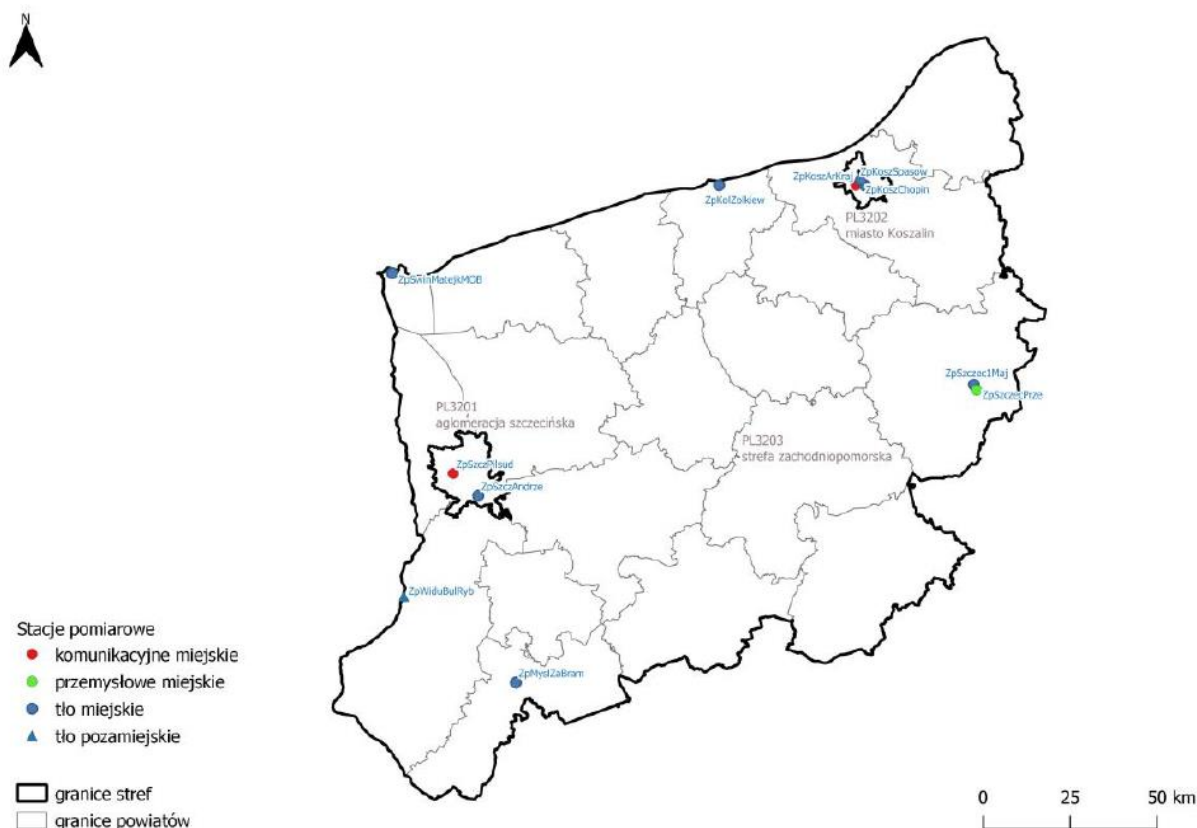 N
ZpKoszSpasow
ZpKoszArKraj
ZpKoszChopin
ZpKolZolkiew
PL3202
miasto Koszalin
ZpSwinMatejkMOB
ZpSzczec1Maj
ZpSzczecPrze
PL3201
aglomeracja szczecińska
PL3203
strefa zachodniopomorska
ZpSzczPilsud
ZpSzczAndrze
ZpWiduBulRyb
ZpMyslZaBram
Stacje pomiarowe
komunikacyjne miejskie
przemysłowe miejskie
tło miejskie
tło pozamiejskie
granice stref
granice powiatów
0 25 50 km